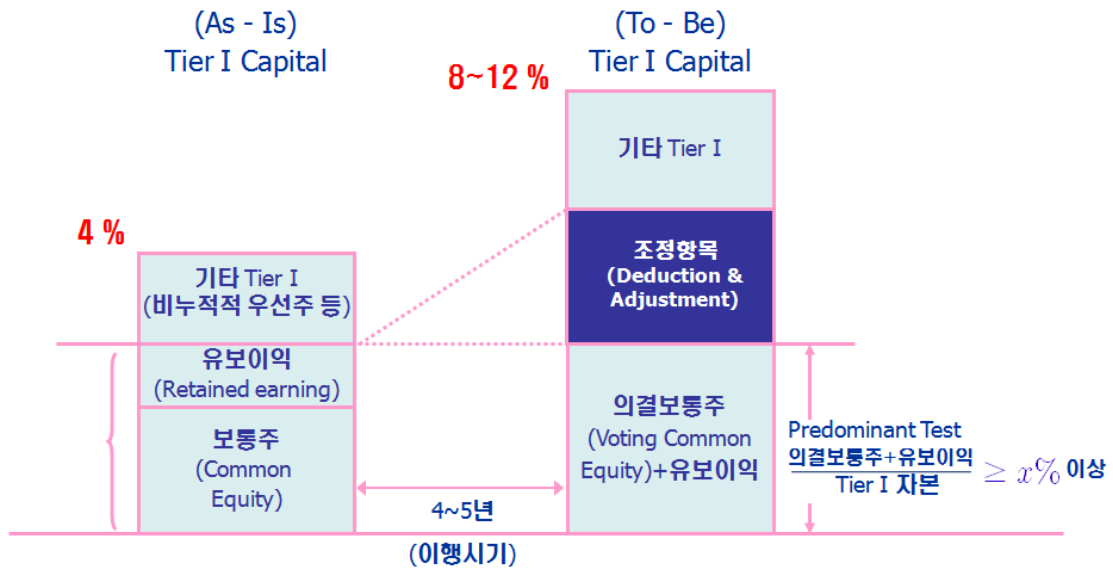 (As - Is)
Tier I Capital
4 %
기타 Tier I
(비누적적 우선주 등)
유보이익
(Retained earning)
보통주
(Common
Equity)
4~5년
(이행시기)
(To - Be)
Tier I Capital
8~12 %
기타 Tier I
조정항목
(Deduction &
Adjustment)
의결보통주
(Voting Common
Equity)+유보이익
Predominant Test
의결보통주+유보이익
Tier I 자본
≥ x% 이상